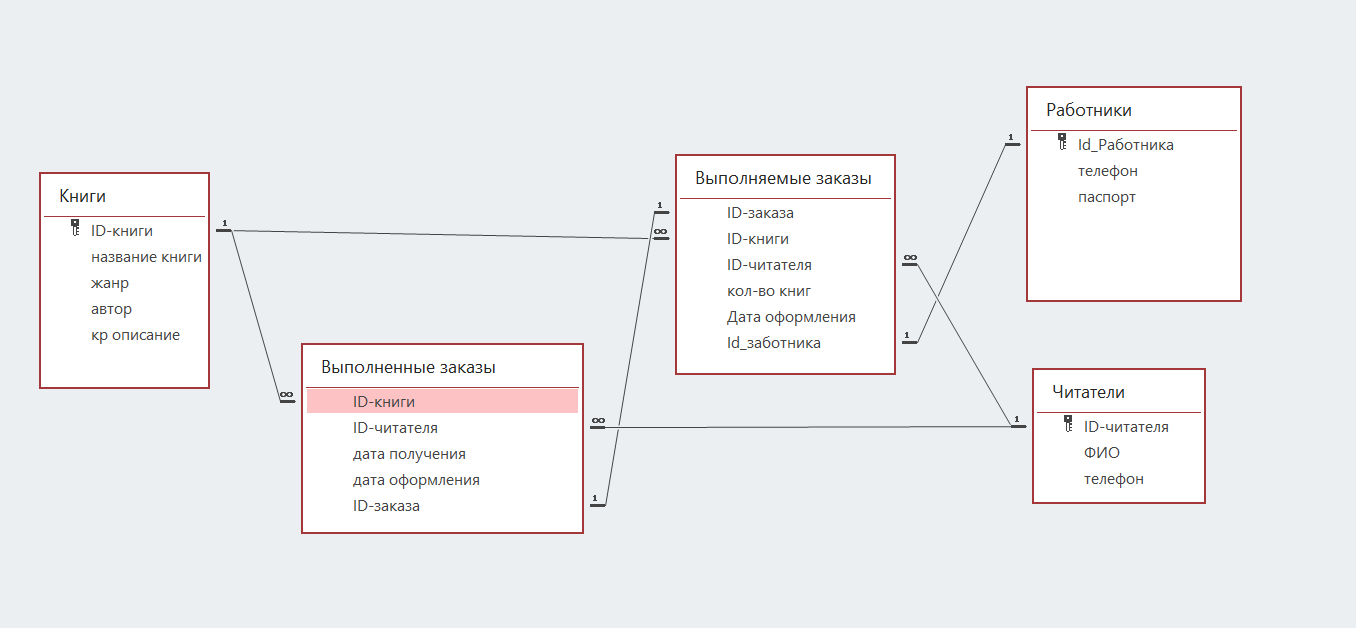 Книги
ID-книги
название книги
жанр
автор
кр описание
1
∞
Выполненные заказы
ID-книги
ID-читателя
дата получения
дата оформления
ID-заказа
∞
1
1
∞
Выполняемые заказы
ID-заказа
ID-книги
ID-читателя
кол-во книг
Дата оформления
Id_заботника
∞
1
1
Работники
Id_Работника
телефон
паспорт
1
Читатели
ID-читателя
ФИО
телефон